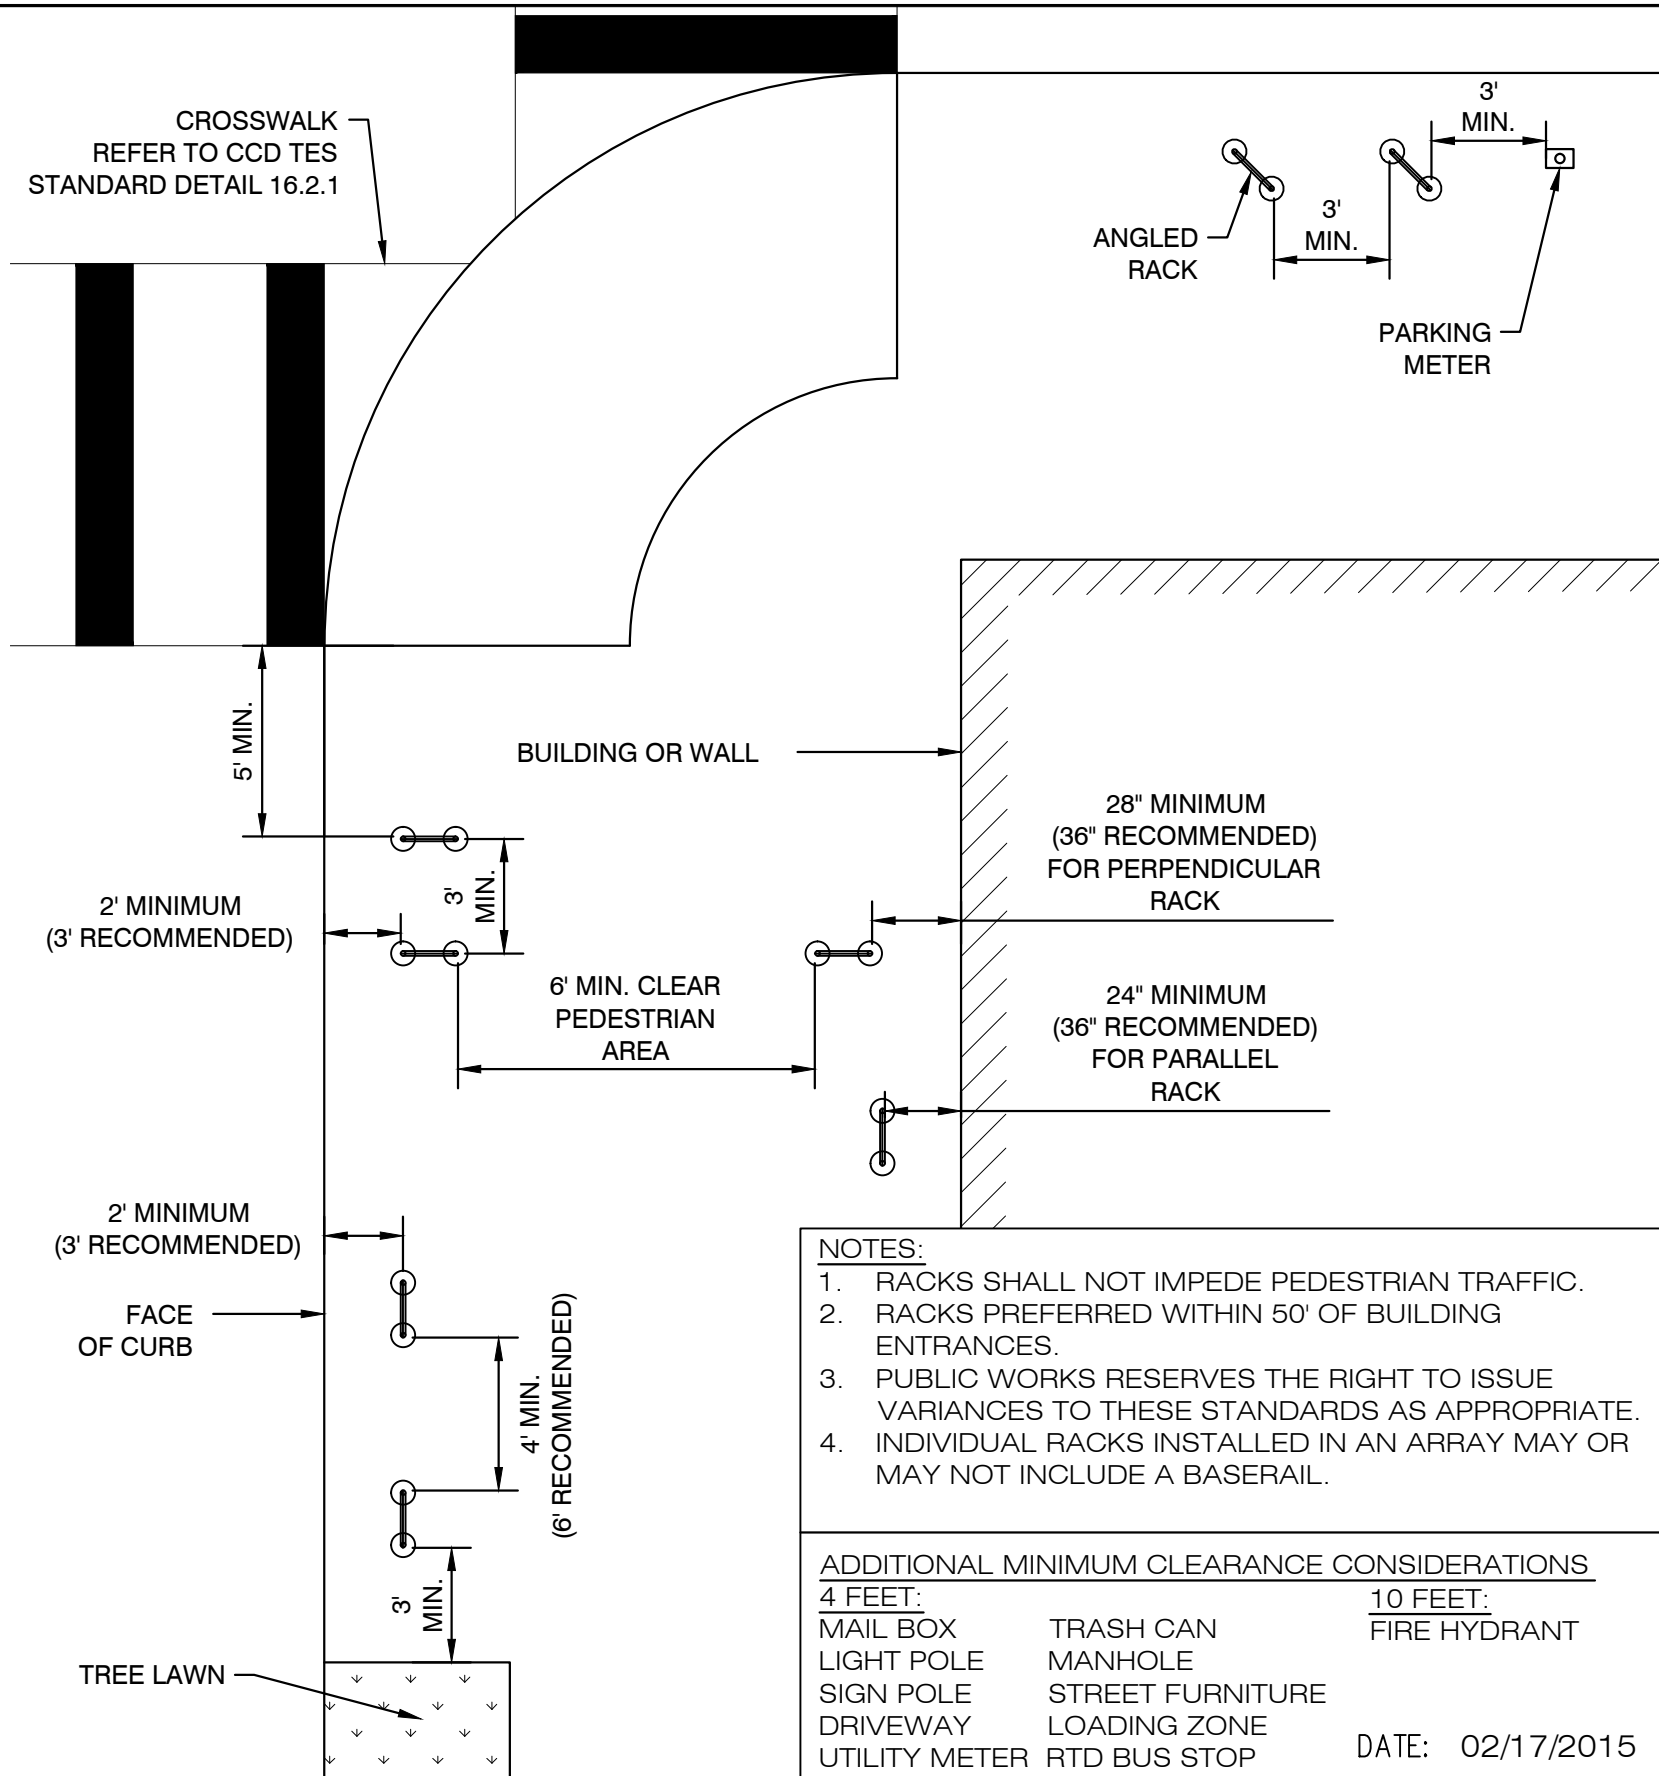 CROSSWALK
REFER TO CCD TES
STANDARD DETAIL 16.2.1
3'
MIN.
3'
MIN.
ANGLED
RACK
PARKING
METER
5' MIN.
BUILDING OR WALL
28" MINIMUM
(36" RECOMMENDED)
FOR PERPENDICULAR
RACK
3'
MIN.
2' MINIMUM
(3' RECOMMENDED)
6' MIN. CLEAR
PEDESTRIAN
AREA
24" MINIMUM
(36" RECOMMENDED)
FOR PARALLEL
RACK
2' MINIMUM
(3' RECOMMENDED)
FACE
OF CURB
4' MIN.
(6' RECOMMENDED)
3'
MIN.
TREE LAWN
NOTES:
1. RACKS SHALL NOT IMPEDE PEDESTRIAN TRAFFIC.
2. RACKS PREFERRED WITHIN 50' OF BUILDING
ENTRANCES.
3. PUBLIC WORKS RESERVES THE RIGHT TO ISSUE
VARIANCES TO THESE STANDARDS AS APPROPRIATE.
4. INDIVIDUAL RACKS INSTALLED IN AN ARRAY MAY OR
MAY NOT INCLUDE A BASERAIL.
ADDITIONAL MINIMUM CLEARANCE CONSIDERATIONS
4 FEET: 10 FEET:
MAIL BOX TRASH CAN FIRE HYDRANT
LIGHT POLE MANHOLE
SIGN POLE STREET FURNITURE
DRIVEWAY LOADING ZONE
UTILITY METER RTD BUS STOP
DATE: 02/17/2015